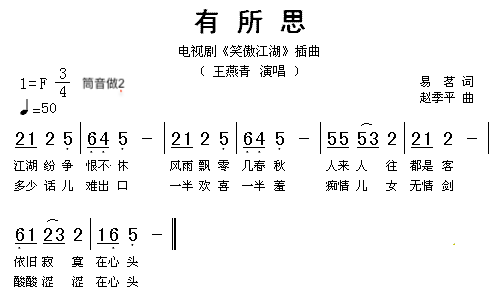 有所思
电视剧《笑傲江湖》插曲
（ 王燕青 演唱 ）
1=F 3/4 筒音做2
易 茗 词
♩=50
赵季平 曲
21 2 5 | 64 5 － | 21 2 5 | 64 5 － | 55 53 2 | 21 2 － |
江湖 纷 争 恨不 休 风雨 飘 零 几春 秋 人来 人 往 都是 客
多少 话 儿 难出 口 一半 欢 喜 一半 羞 痴情 儿 女 无情 剑
61 23 2 | 16 5 － ‖
依旧 寂 寞 在心 头
酸酸 涩 涩 在心 头